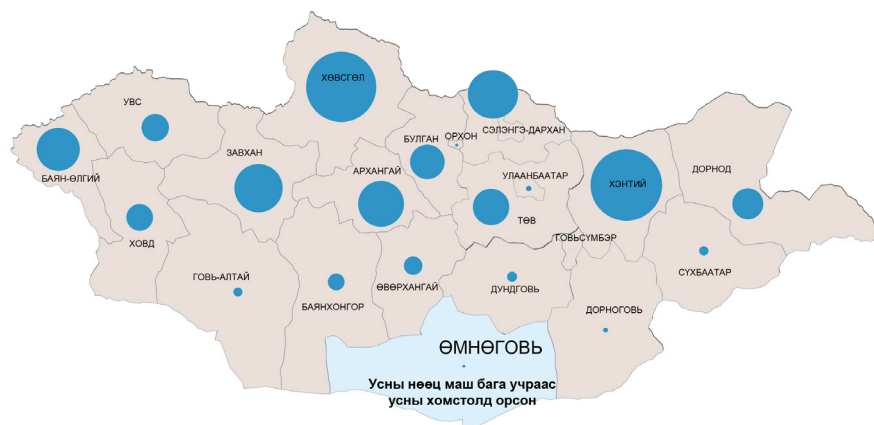 ХӨВСГӨЛ
УВС
СЭЛЭНГЭ-ДАРХАН
ОРХОН
БУЛГАН
ЗАВХАН
БАЯН-ӨЛГИЙ
АРХАНГАЙ
УЛААНБААТАР
ХЭНТИЙ
ДОРНОД
ТӨВ
ХОВД
ГОВЬСҮМБЭР
ГОВЬ-АЛТАЙ
БАЯНХОНГОР
ӨВӨРХАНГАЙ
ДУНДГОВЬ
СҮХБААТАР
ДОРНОГОВЬ
ӨМНӨГОВЬ
Усны нөөц маш бага учраас
усны хомстолд орсон